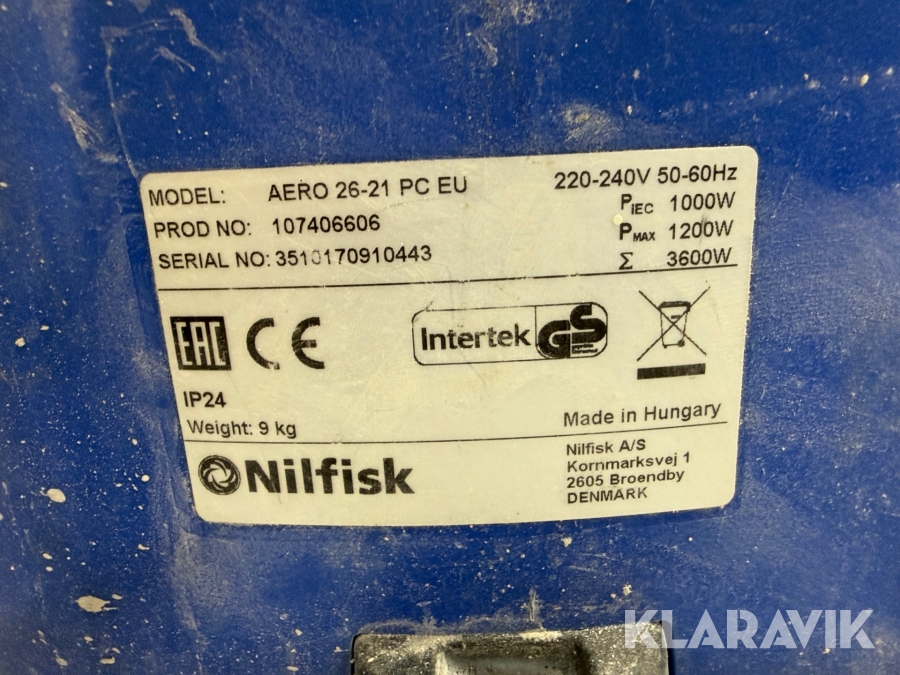 MODEL: AERO 26-21 PC EU
PROD NO: 107406606
SERIAL NO: 3510170910443
220-240V 50-60Hz
PIEC 1000W
PMAX 1200W
Σ 3600W
EAC CE
Intertek GS
IP24
Weight: 9 kg
Made in Hungary
Nilfisk
Nilfisk A/S
Kornmarksvej 1
2605 Broendby
DENMARK
KLARAVIK